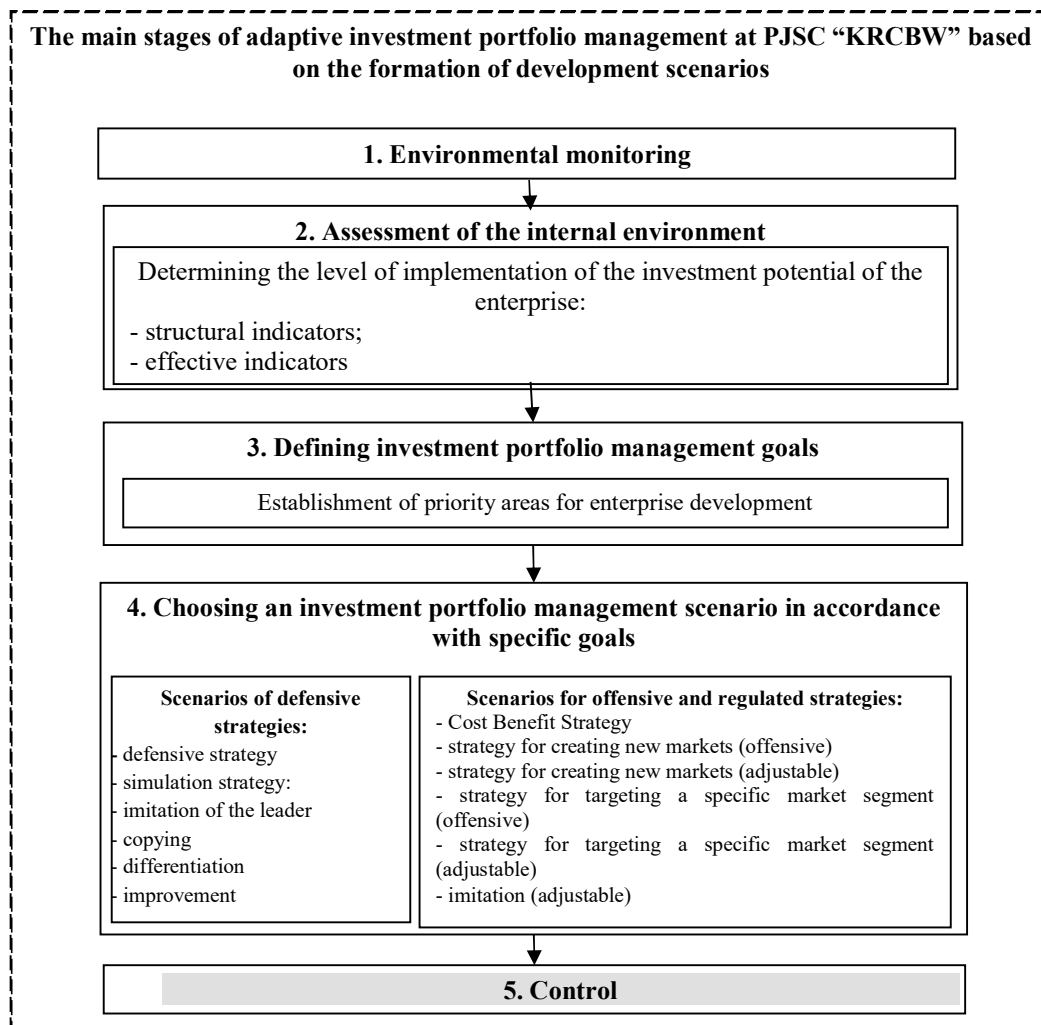 The main stages of adaptive investment portfolio management at PJSC “KRCBW” based
on the formation of development scenarios
1. Environmental monitoring
2. Assessment of the internal environment
Determining the level of implementation of the investment potential of the
enterprise:
- structural indicators;
- effective indicators
3. Defining investment portfolio management goals
Establishment of priority areas for enterprise development
4. Choosing an investment portfolio management scenario in accordance
with specific goals
Scenarios of defensive
strategies:
- defensive strategy
- simulation strategy:
- imitation of the leader
- copying
- differentiation
- improvement
Scenarios for offensive and regulated strategies:
- Cost Benefit Strategy
- strategy for creating new markets (offensive)
- strategy for creating new markets (adjustable)
- strategy for targeting a specific market segment
(offensive)
- strategy for targeting a specific market segment
(adjustable)
- imitation (adjustable)
5. Control